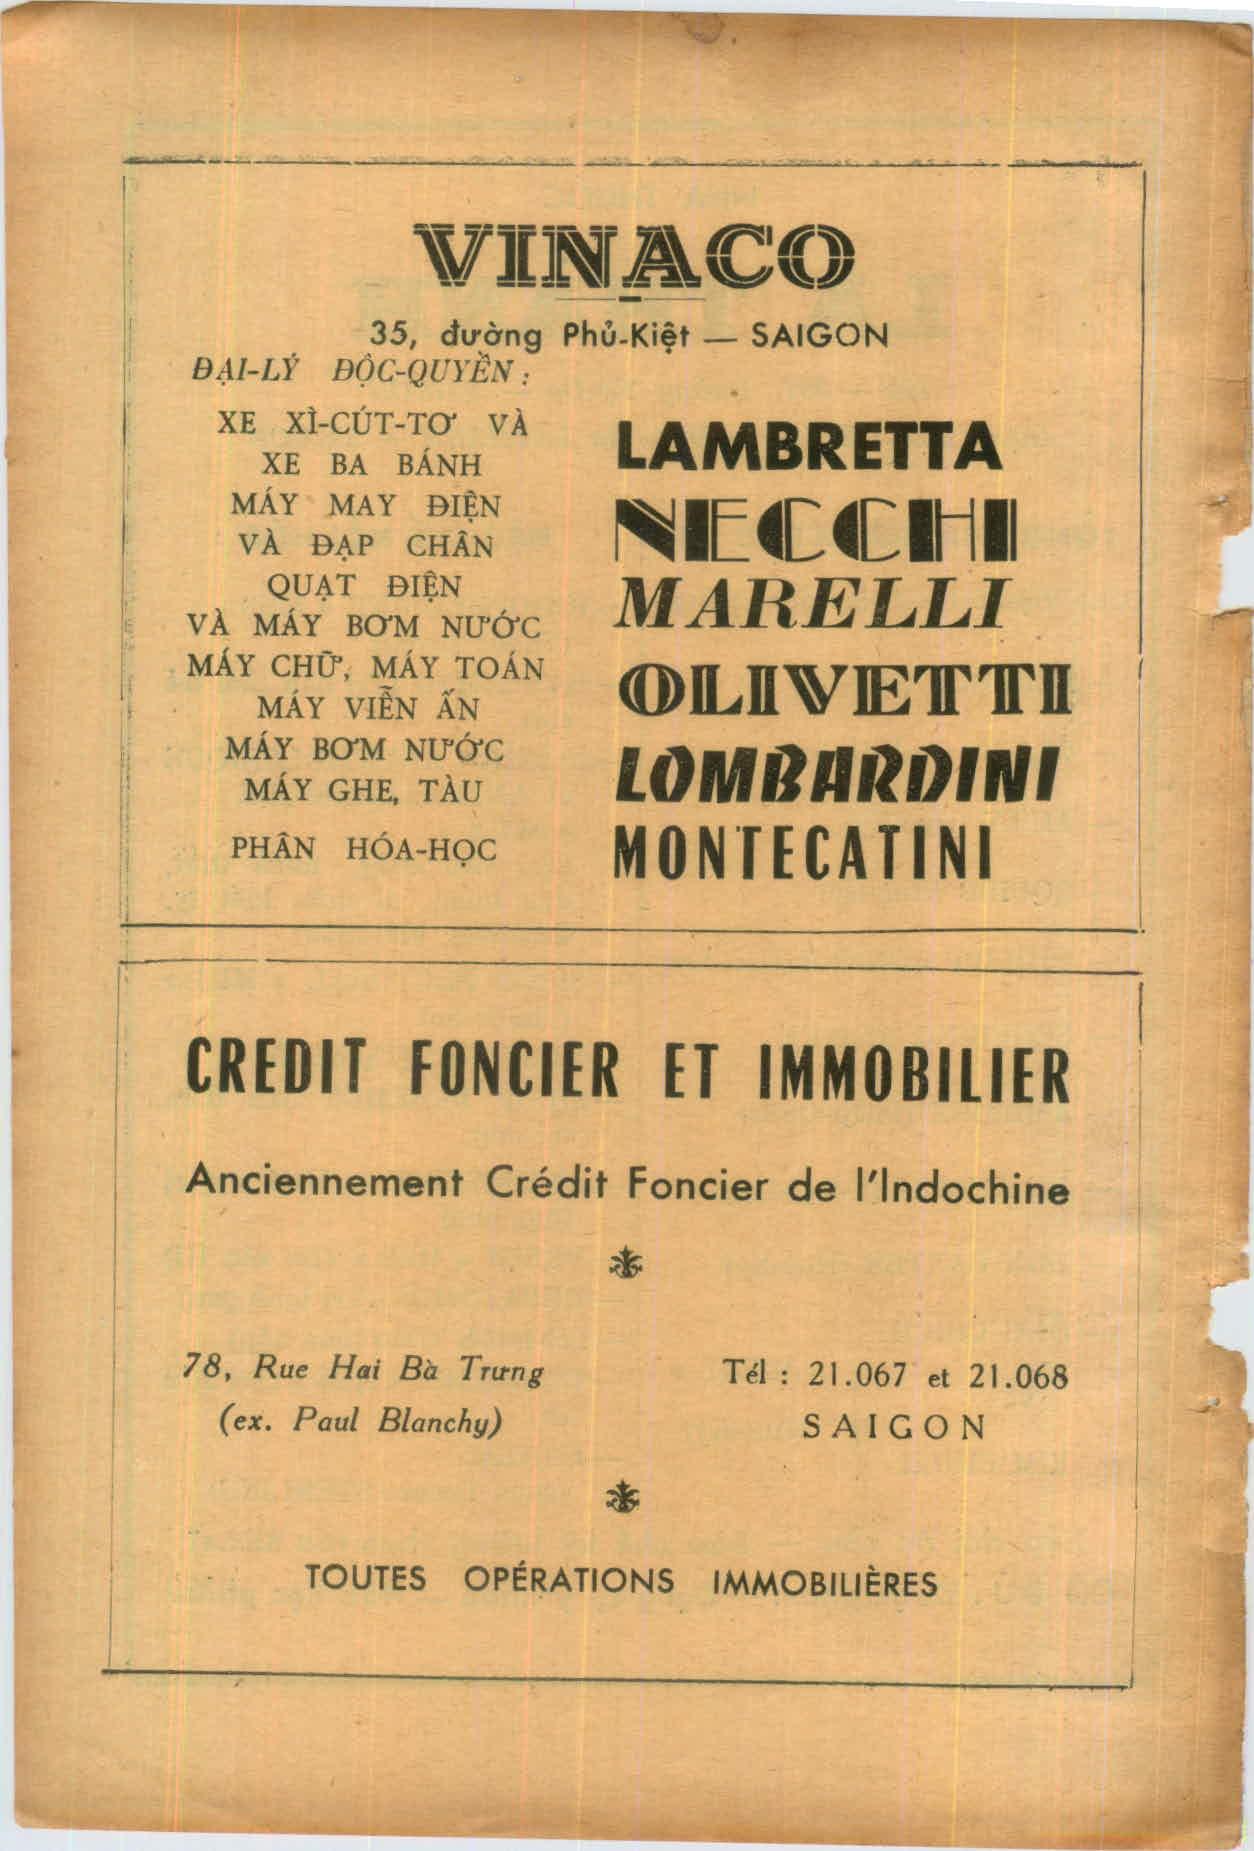 VINACO
35, đường Phủ-Kiệt — SAIGON
ĐẠI-LÝ ĐỘC-QUYỀN :
XE XÌ-CÚT-TƠ VÀ
XE BA BÁNH
LAMBRETTA
MÁY MAY ĐIỆN
VÀ ĐẠP CHÂN
NECCHI
QUẠT ĐIỆN
VÀ MÁY BƠM NƯỚC
MARELLI
MÁY CHỮ, MÁY TOÁN
MÁY VIỄN ẤN
OLIVETTI
MÁY BƠM NƯỚC
MÁY GHE, TÀU
LOMBARDINI
PHÂN HÓA-HỌC
MONTECATINI
CREDIT FONCIER ET IMMOBILIER
Anciennement Crédit Foncier de l'Indochine
78, Rue Hai Bà Trưng
(ex. Paul Blanchy)
Tél : 21.067 et 21.068
SAIGON
TOUTES OPÉRATIONS IMMOBILIÈRES